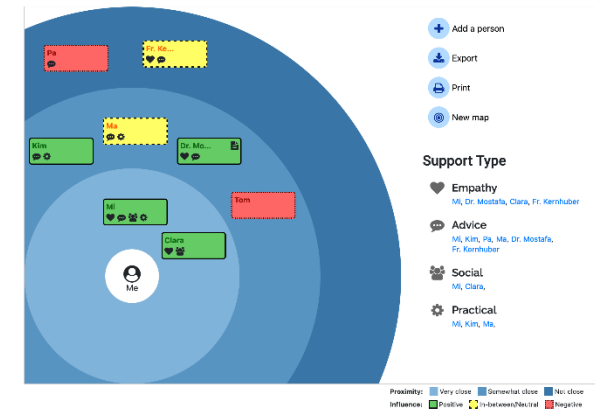 Pa
Fr. Ke...
Ma
Kim
Dr. Mo...
Mi
Tom
Clara
Me
Add a person
Export
Print
New map
Support Type
Empathy
Mi, Dr. Mostafa, Clara, Fr. Kernhuber
Advice
Mi, Kim, Pa, Ma, Dr. Mostafa,
Fr. Kernhuber
Social
Mi, Clara,
Practical
Mi, Kim, Ma,
Proximity: Very close Somewhat close Not close
Influence: Positive In-between/Neutral Negative